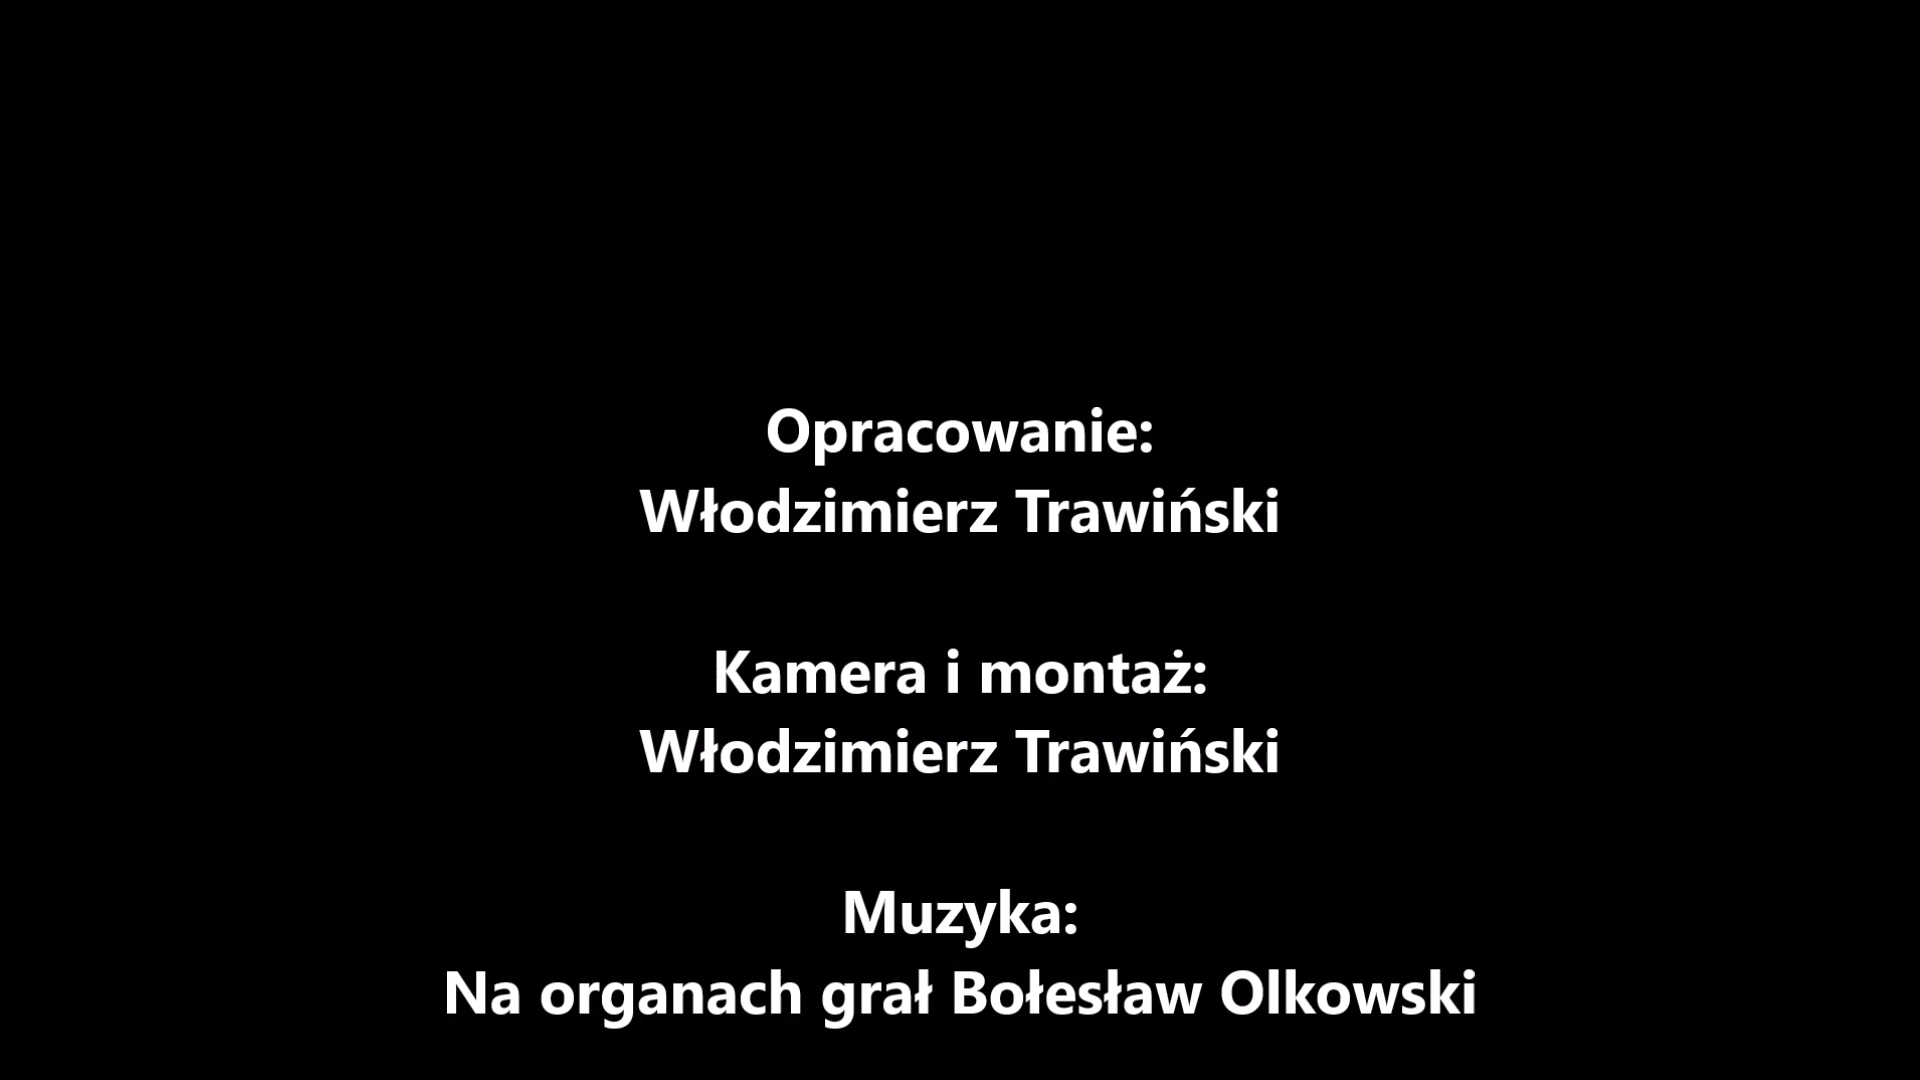 Opracowanie:
Włodzimierz Trawiński
Kamera i montaż:
Włodzimierz Trawiński
Muzyka:
Na organach grał Bołesław Olkowski